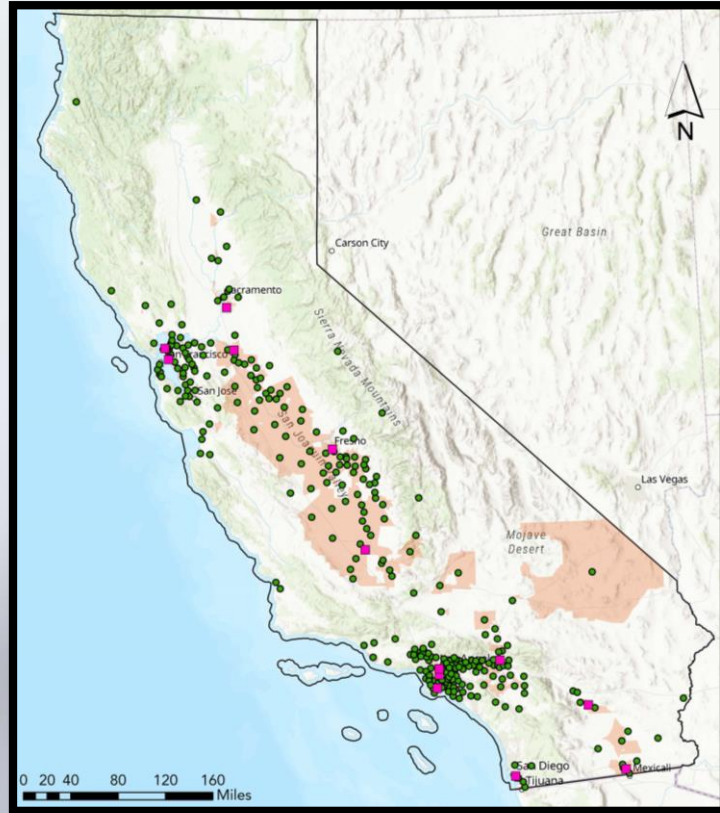 N
Carson City
Great Basin
Sacramento
Sierra Nevada Mountains
San Francisco
San Jose
San Joaquin
Fresno
Las Vegas
Mojave
Desert
San Diego
Mexicali
Tijuana
0 20 40 80 120 160
Miles